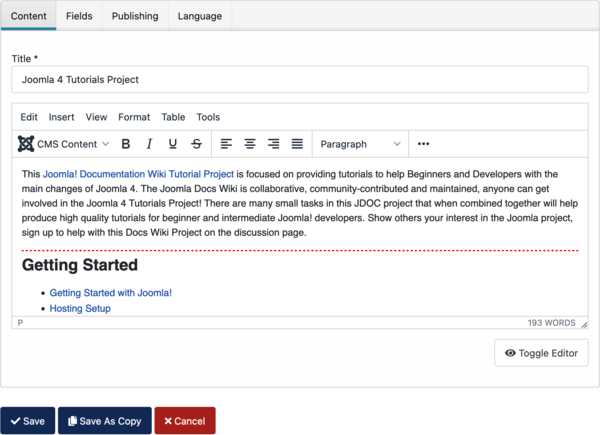 Content Fields Publishing Language
Title *
Joomla 4 Tutorials Project
Edit Insert View Format Table Tools
CMS Content B I U S Paragraph
This Joomla! Documentation Wiki Tutorial Project is focused on providing tutorials to help Beginners and Developers with the
main changes of Joomla 4. The Joomla Docs Wiki is collaborative, community-contributed and maintained, anyone can get
involved in the Joomla 4 Tutorials Project! There are many small tasks in this JDOC project that when combined together will help
produce high quality tutorials for beginner and intermediate Joomla! developers. Show others your interest in the Joomla project,
sign up to help with this Docs Wiki Project on the discussion page.
Getting Started
Getting Started with Joomla!
Hosting Setup
P 193 WORDS
Toggle Editor
Save Save As Copy Cancel